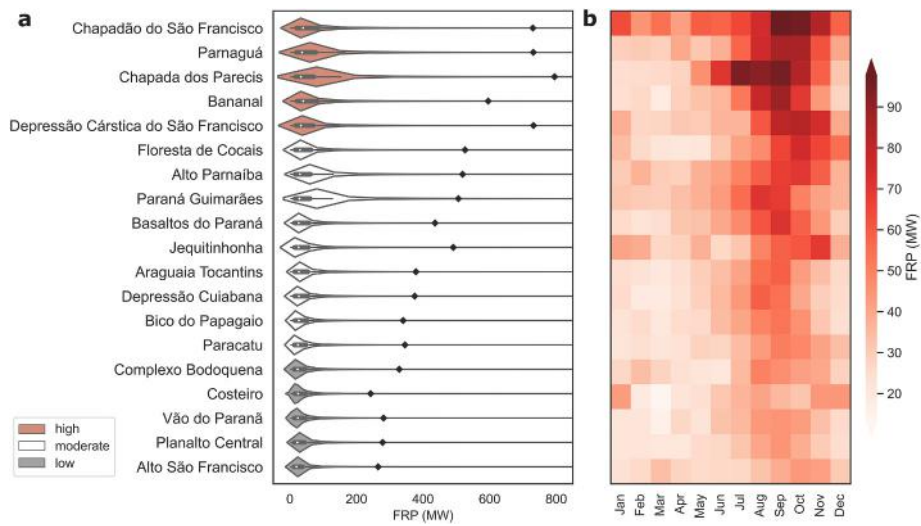 a
Chapadão do São Francisco
Parnaguá
Chapada dos Parecis
Bananal
Depressão Cárstica do São Francisco
Floresta de Cocais
Alto Parnaíba
Paraná Guimarães
Basaltos do Paraná
Jequitinhonha
Araguaia Tocantins
Depressão Cuiabana
Bico do Papagaio
Paracatu
Complexo Bodoquena
Costeiro
Vão do Paranã
Planalto Central
Alto São Francisco
high
moderate
low
0 200 400 600 800
FRP (MW)
b
Jan Feb Mar Apr May Jun Jul Aug Sep Oct Nov Dec
90
80
70
60
50
40
30
20
FRP (MW)